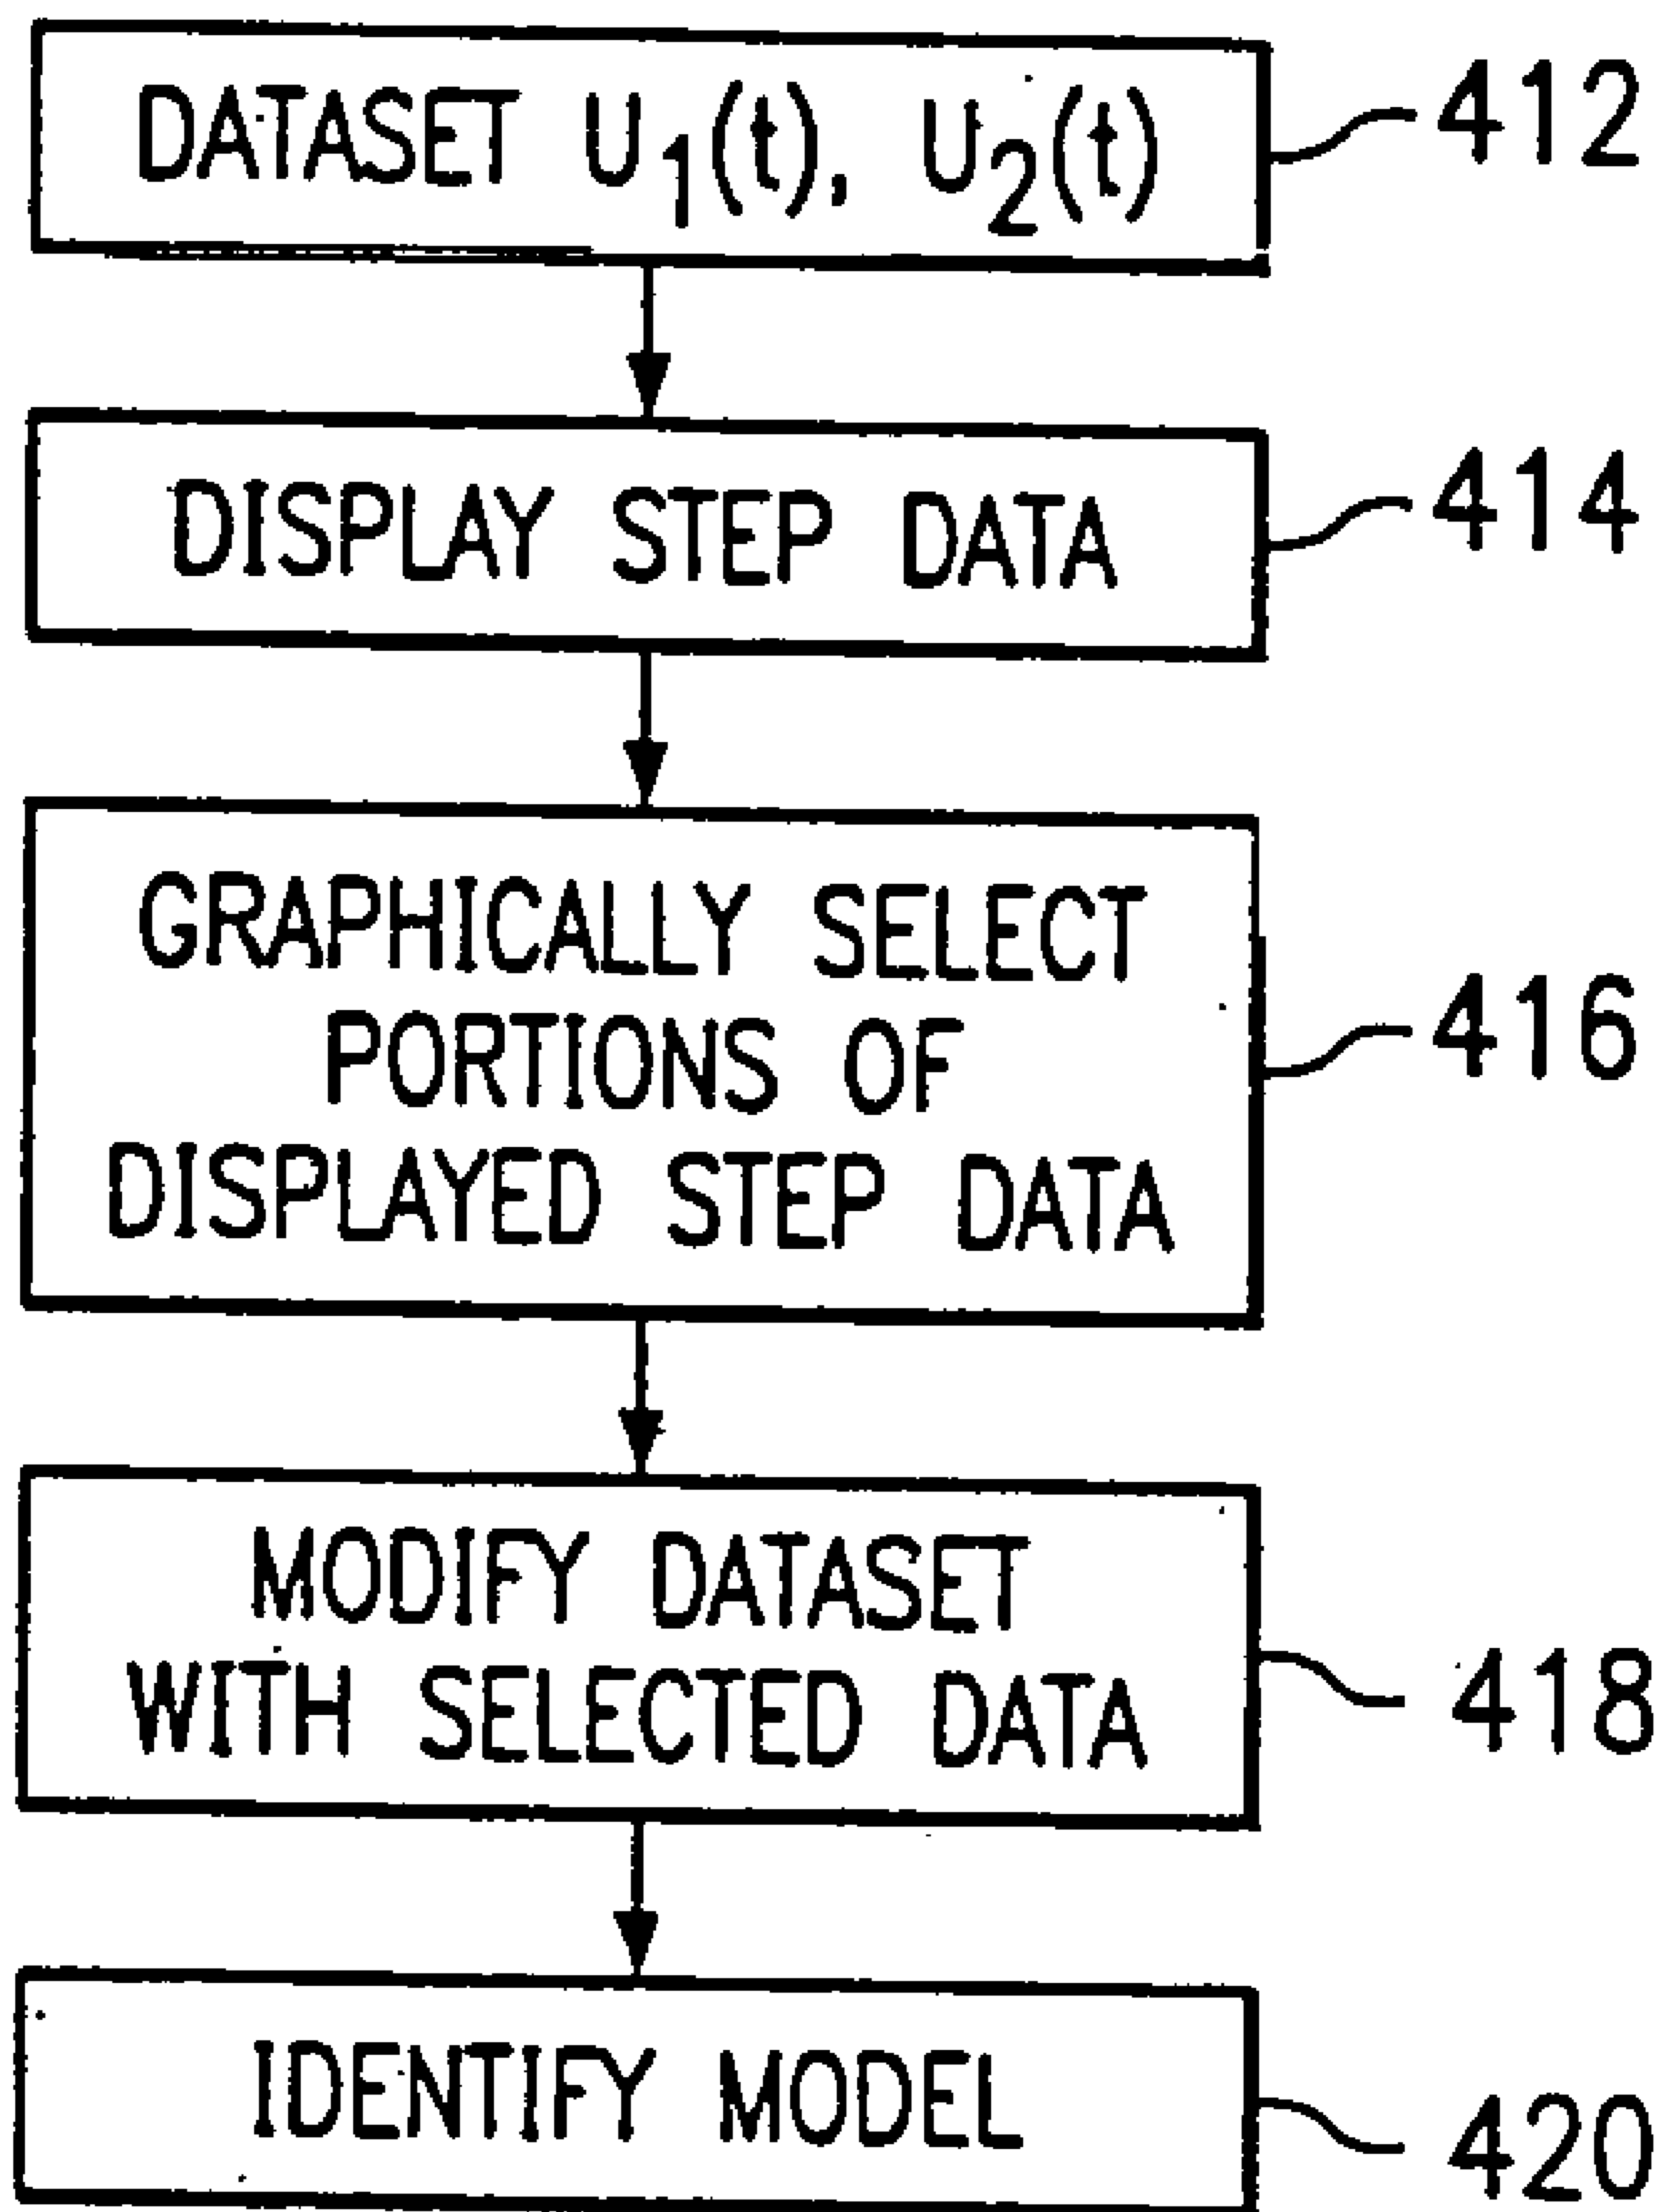 DATASET U1(t), U2(t)
412
DISPLAY STEP DATA
414
GRAPHICALLY SELECT
PORTIONS OF
DISPLAYED STEP DATA
416
MODIFY DATASET
WITH SELECTED DATA
418
IDENTIFY MODEL
420